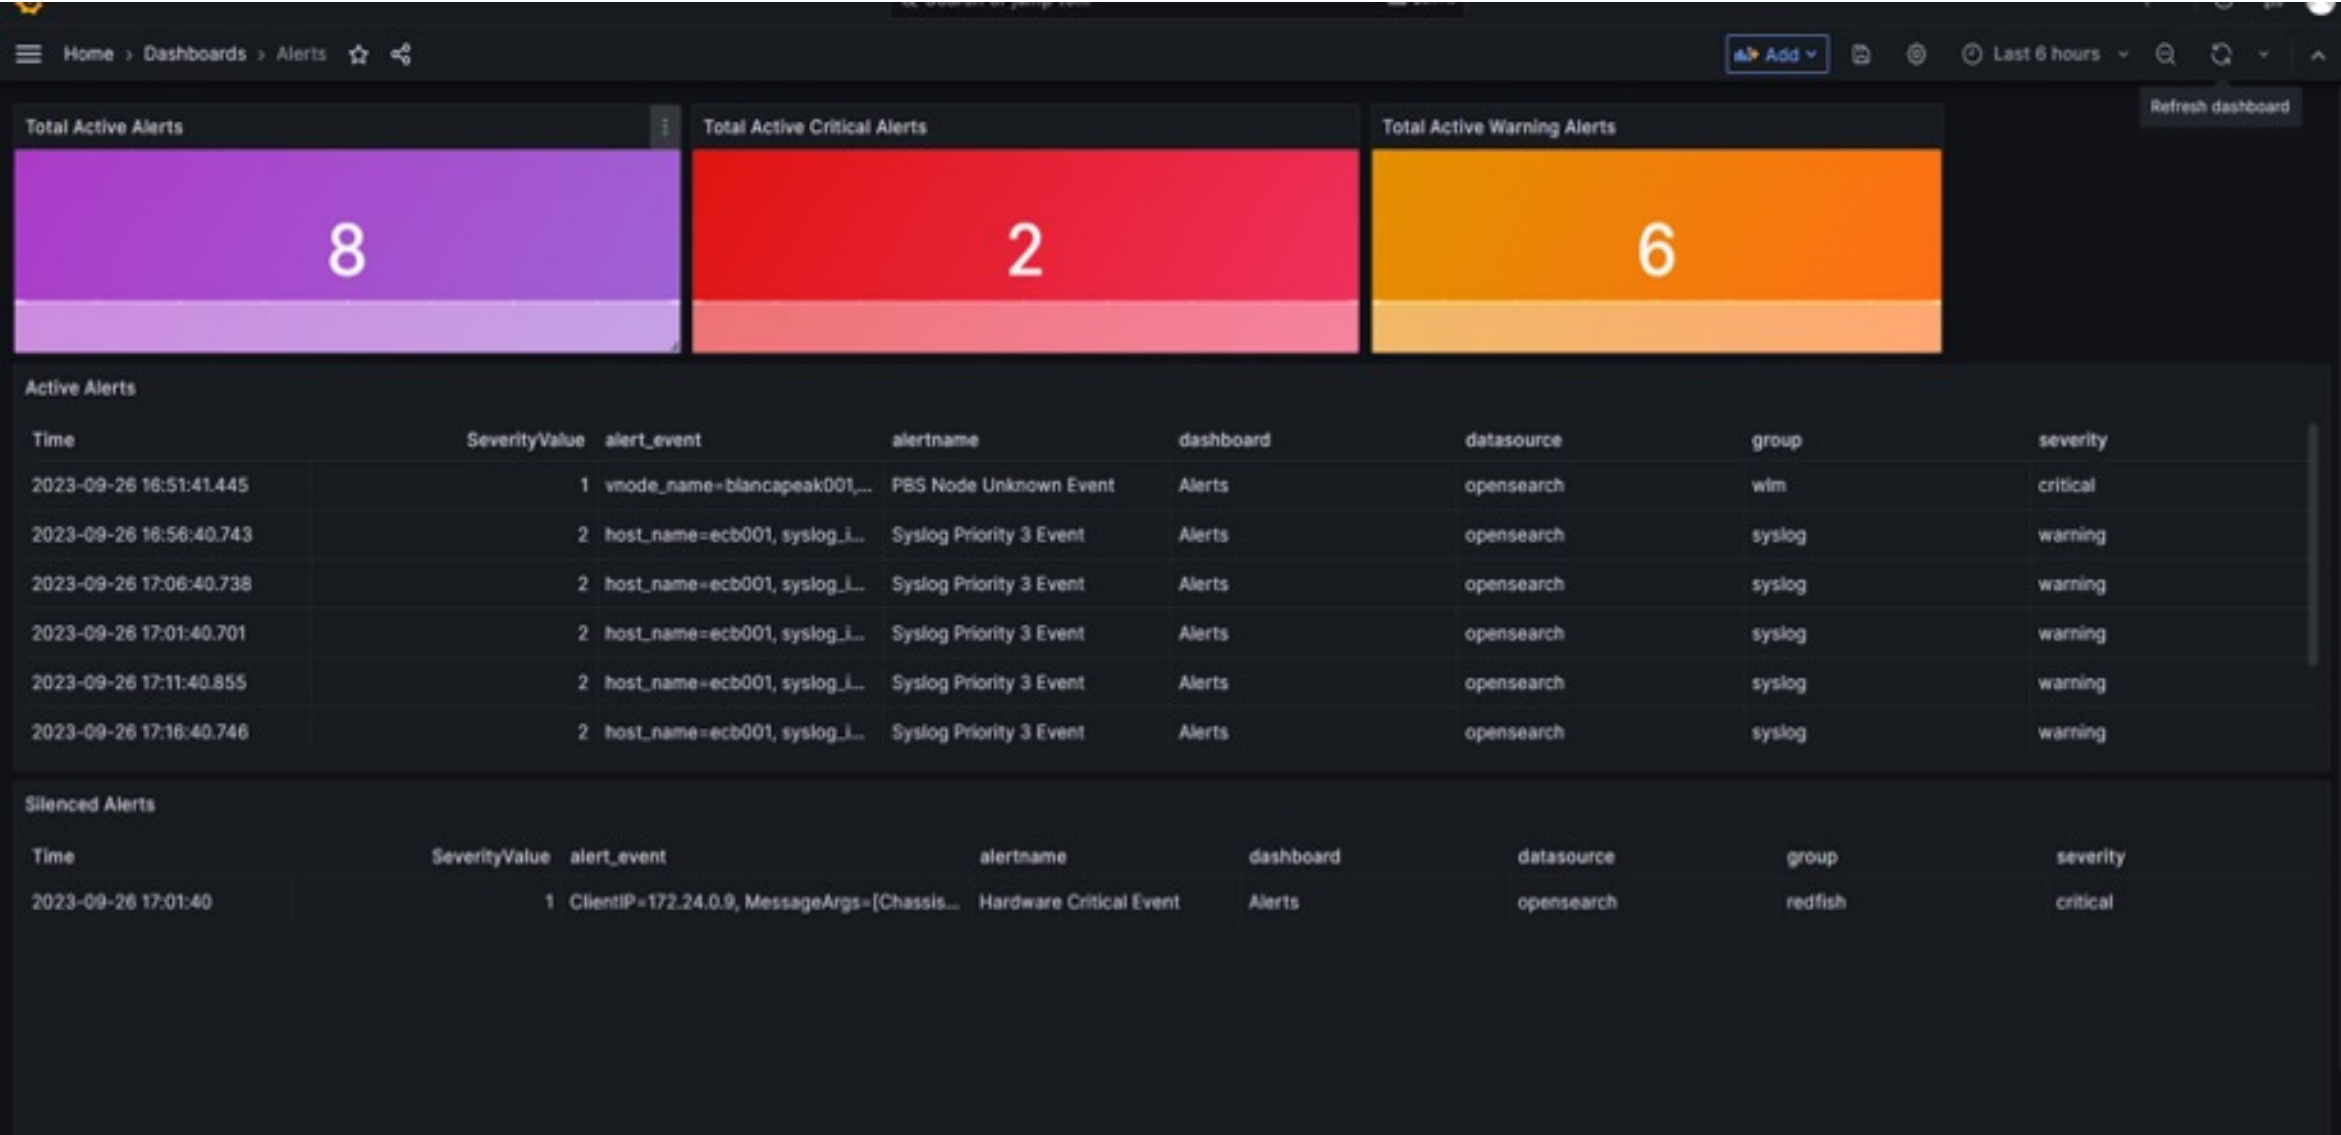 Home › Dashboards › Alerts
Add
Last 6 hours
Refresh dashboard
Total Active Alerts
8
Total Active Critical Alerts
2
Total Active Warning Alerts
6
Active Alerts
Time SeverityValue alert_event alertname dashboard datasource group severity
2023-09-26 16:51:41.445 1 vnode_name=blancapeak001,... PBS Node Unknown Event Alerts opensearch wlm critical
2023-09-26 16:56:40.743 2 host_name=ecb001, syslog_i... Syslog Priority 3 Event Alerts opensearch syslog warning
2023-09-26 17:06:40.738 2 host_name=ecb001, syslog_i... Syslog Priority 3 Event Alerts opensearch syslog warning
2023-09-26 17:01:40.701 2 host_name=ecb001, syslog_i... Syslog Priority 3 Event Alerts opensearch syslog warning
2023-09-26 17:11:40.855 2 host_name=ecb001, syslog_i... Syslog Priority 3 Event Alerts opensearch syslog warning
2023-09-26 17:16:40.746 2 host_name=ecb001, syslog_i... Syslog Priority 3 Event Alerts opensearch syslog warning
Silenced Alerts
Time SeverityValue alert_event alertname dashboard datasource group severity
2023-09-26 17:01:40 1 ClientIP=172.24.0.9, MessageArgs=[Chassis... Hardware Critical Event Alerts opensearch redfish critical